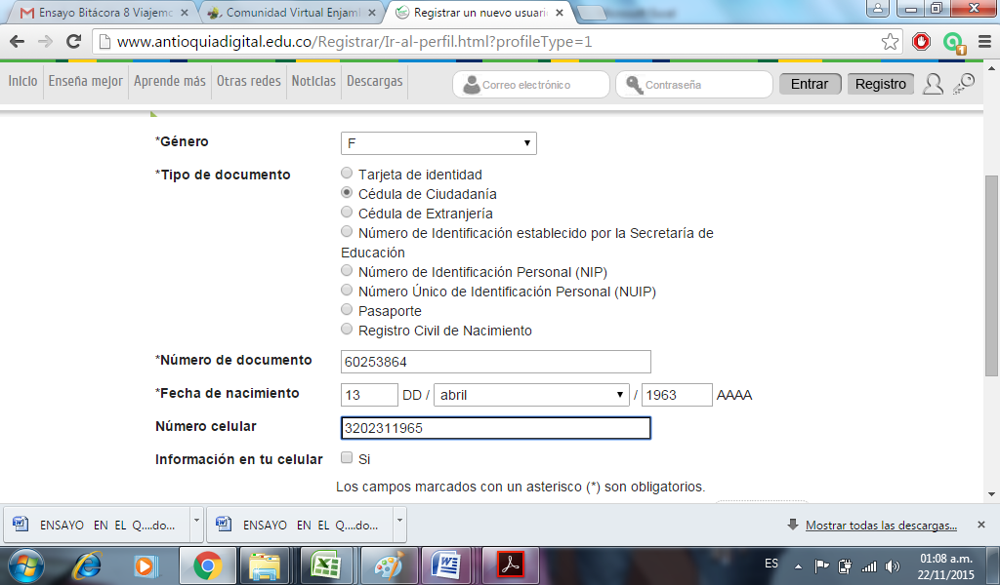 Ensayo Bitácora 8 Viajemo
Comunidad Virtual Enjamb
Registrar un nuevo usuari
www.antioquiadigital.edu.co/Registrar/Ir-al-perfil.html?profileType=1
Inicio Enseña mejor Aprende más Otras redes Noticias Descargas Correo electrónico Contraseña Entrar Registro
*Género F
*Tipo de documento Tarjeta de identidad
Cédula de Ciudadanía
Cédula de Extranjería
Número de Identificación establecido por la Secretaría de
Educación
Número de Identificación Personal (NIP)
Número Único de Identificación Personal (NUIP)
Pasaporte
Registro Civil de Nacimiento
*Número de documento 60253864
*Fecha de nacimiento 13 DD / abril / 1963 AAAA
Número celular 3202311965
Información en tu celular Si
Los campos marcados con un asterisco (*) son obligatorios.
ENSAYO EN EL Q....do... ENSAYO EN EL Q....do... Mostrar todas las descargas...
ES 01:08 a.m.
22/11/2015